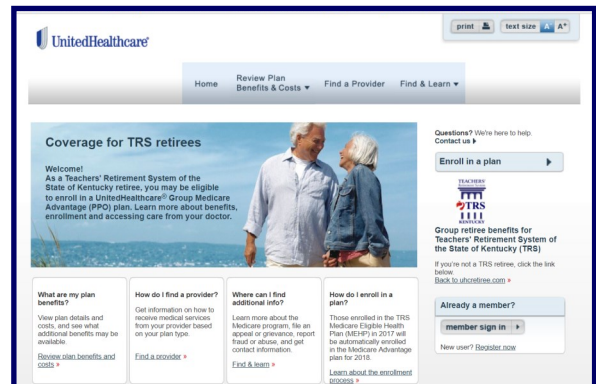 print
text size A A+
UnitedHealthcare®
Home
Review Plan
Benefits & Costs ▼
Find a Provider
Find & Learn ▼
Coverage for TRS retirees
Welcome!
As a Teachers' Retirement System of the
State of Kentucky retiree, you may be eligible
to enroll in a UnitedHealthcare® Group Medicare
Advantage (PPO) plan. Learn more about benefits,
enrollment and accessing care from your doctor.
Questions? We're here to help.
Contact us
Enroll in a plan
TEACHERS'
TRS
KENTUCKY
Group retiree benefits for
Teachers' Retirement System of
the State of Kentucky (TRS)
If you're not a TRS retiree, click the link
below.
Back to uhcretiree.com »
Already a member?
member sign in
New user? Register now
What are my plan
benefits?
View plan details and
costs, and see what
additional benefits may be
available.
Review plan benefits and
costs »
How do I find a provider?
Get information on how to
receive medical services
from your provider based
on your plan type.
Find a provider »
Where can I find
additional info?
Learn more about the
Medicare program, file an
appeal or grievance, report
fraud or abuse, and get
contact information.
Find & learn »
How do I enroll in a
plan?
Those enrolled in the TRS
Medicare Eligible Health
Plan (MEHP) in 2017 will
be automatically enrolled
in the Medicare Advantage
plan for 2018.
Learn about the enrollment
process »